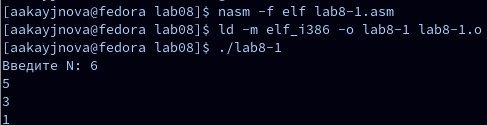 [aakayjnova@fedora lab08]$ nasm -f elf lab8-1.asm
[aakayjnova@fedora lab08]$ ld -m elf_i386 -o lab8-1 lab8-1.o
[aakayjnova@fedora lab08]$ ./lab8-1
Введите N: 6
5
3
1